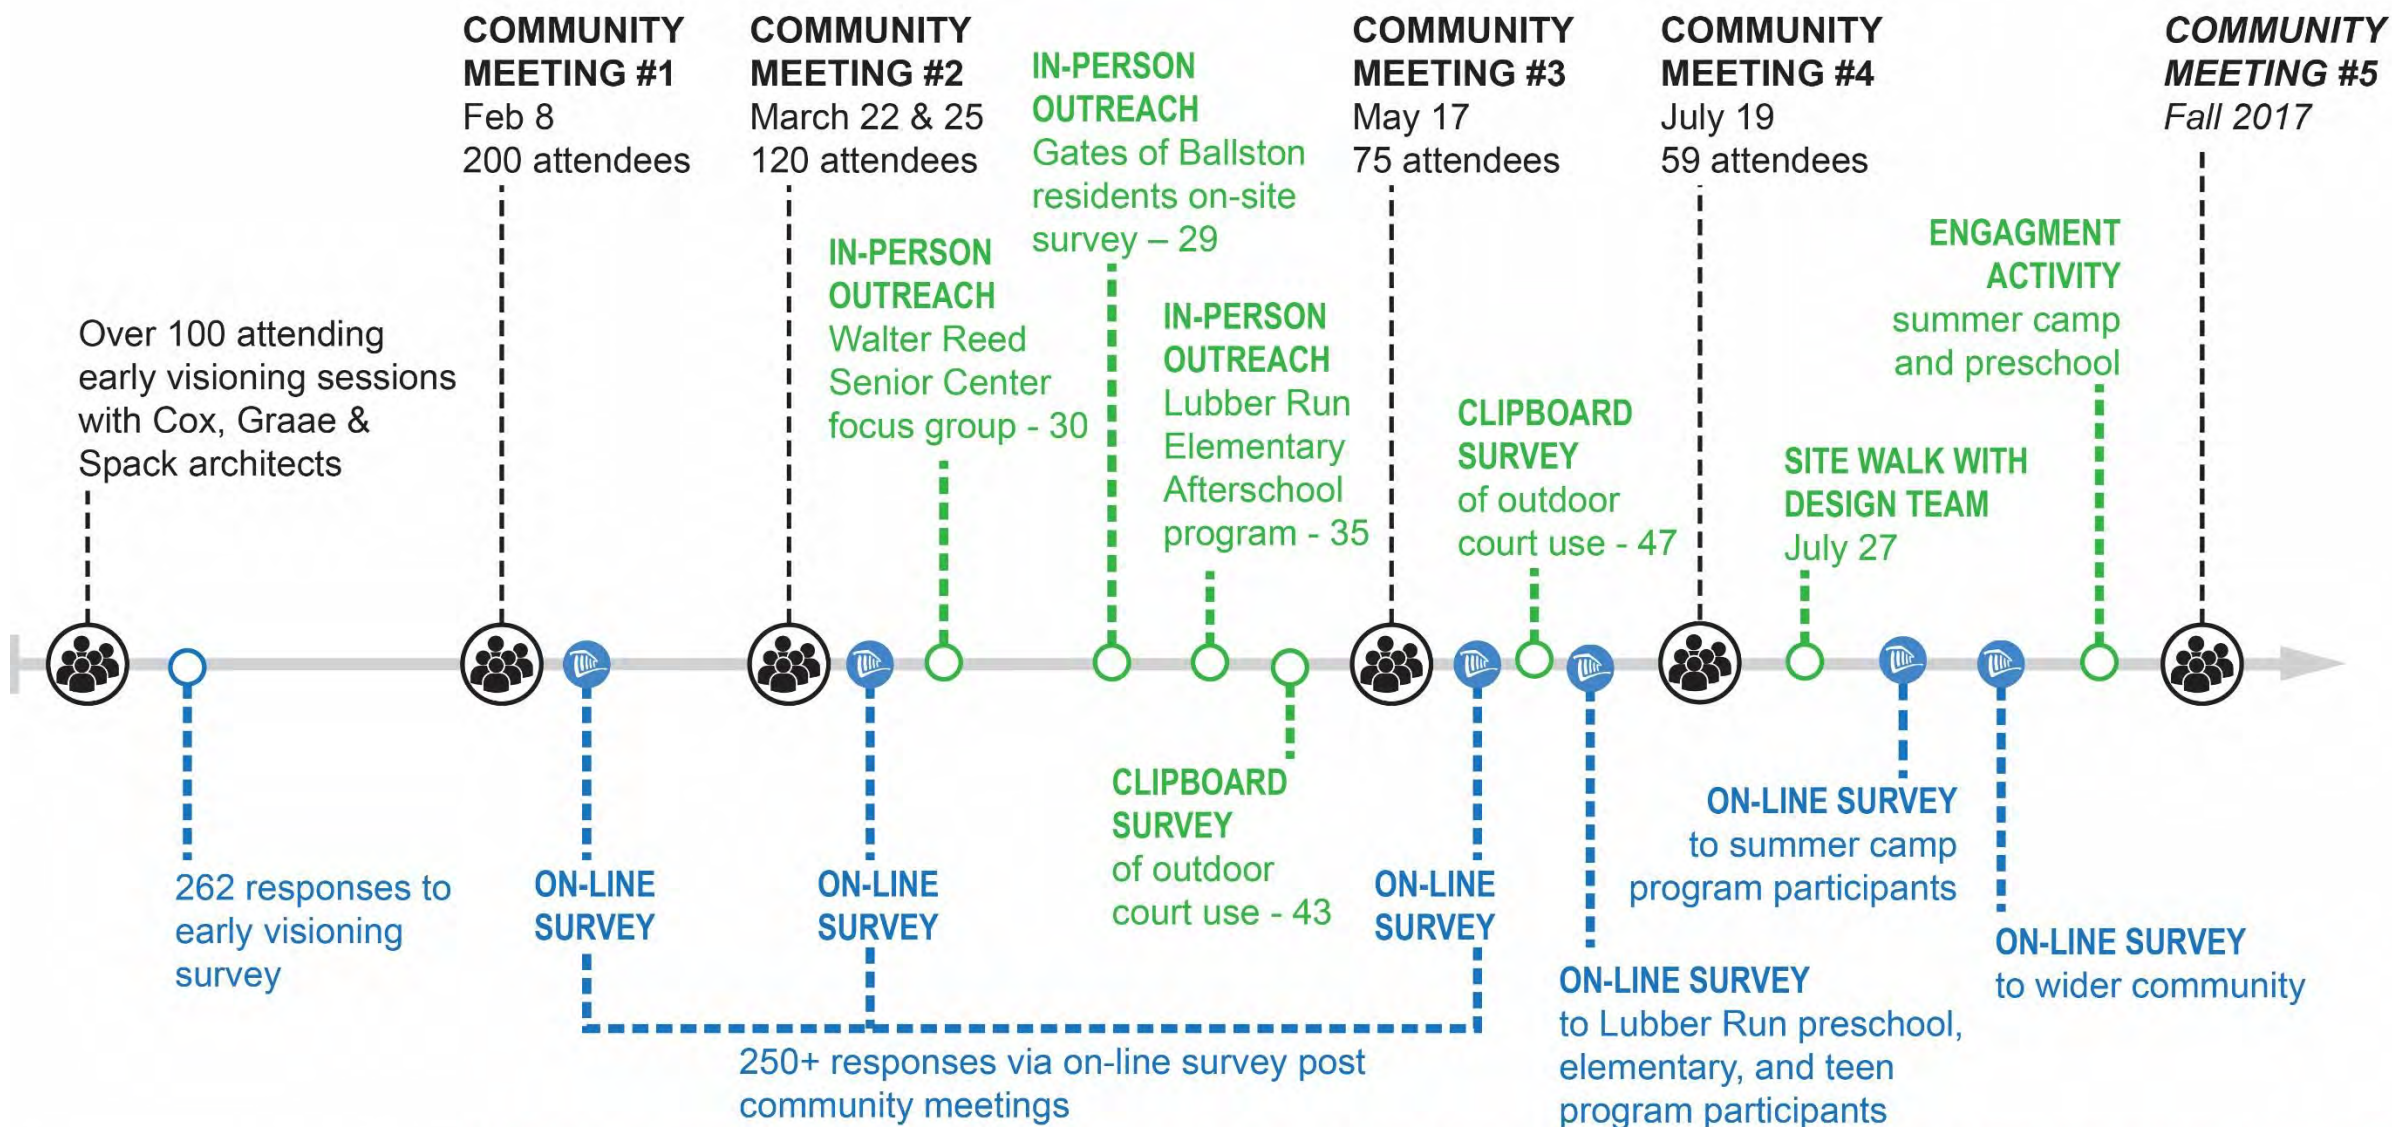 COMMUNITY
MEETING #1
Feb 8
200 attendees
COMMUNITY
MEETING #2
March 22 & 25
120 attendees
IN-PERSON
OUTREACH
Gates of Ballston
residents on-site
survey – 29
COMMUNITY
MEETING #3
May 17
75 attendees
COMMUNITY
MEETING #4
July 19
59 attendees
COMMUNITY
MEETING #5
Fall 2017
Over 100 attending
early visioning sessions
with Cox, Graae &
Spack architects
IN-PERSON
OUTREACH
Walter Reed
Senior Center
focus group - 30
IN-PERSON
OUTREACH
Lubber Run
Elementary
Afterschool
program - 35
CLIPBOARD
SURVEY
of outdoor
court use - 47
SITE WALK WITH
DESIGN TEAM
July 27
ENGAGMENT
ACTIVITY
summer camp
and preschool
262 responses to
early visioning
survey
ON-LINE
SURVEY
ON-LINE
SURVEY
CLIPBOARD
SURVEY
of outdoor
court use - 43
ON-LINE
SURVEY
250+ responses via on-line survey post
community meetings
ON-LINE SURVEY
to Lubber Run preschool,
elementary, and teen
program participants
ON-LINE SURVEY
to summer camp
program participants
ON-LINE SURVEY
to wider community